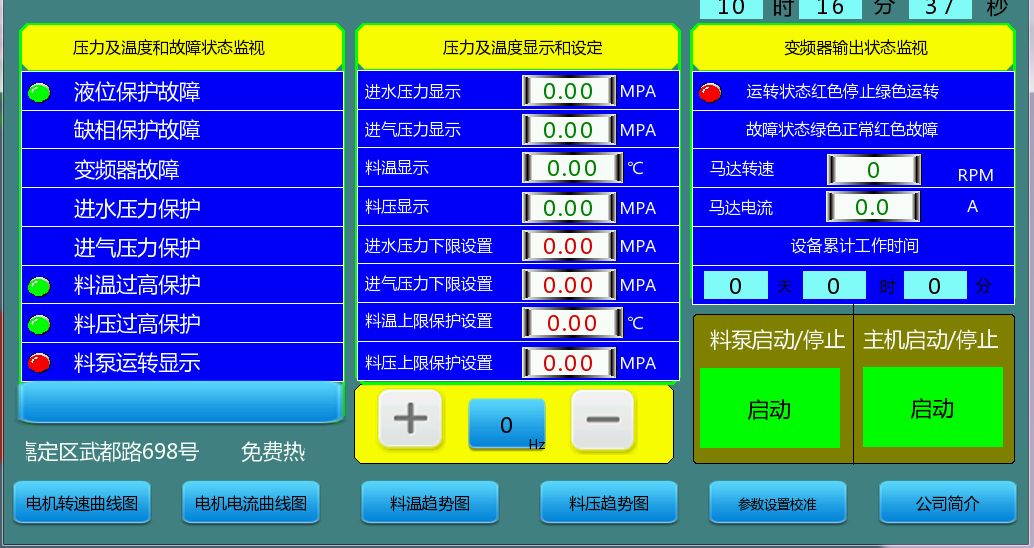 10 时 16 分 37 秒
压力及温度和故障状态监视
液位保护故障
缺相保护故障
变频器故障
进水压力保护
进气压力保护
料温过高保护
料压过高保护
料泵运转显示
嘉定区武都路698号 免费热
压力及温度显示和设定
进水压力显示 0.00 MPA
进气压力显示 0.00 MPA
料温显示 0.00 ℃
料压显示 0.00 MPA
进水压力下限设置 0.00 MPA
进气压力下限设置 0.00 MPA
料温上限保护设置 0.00 ℃
料压上限保护设置 0.00 MPA
+ 0 Hz —
变频器输出状态监视
运转状态红色停止绿色运转
故障状态绿色正常红色故障
马达转速 0 RPM
马达电流 0.0 A
设备累计工作时间
0 天 0 时 0 分
料泵启动/停止 主机启动/停止
启动 启动
电机转速曲线图 电机电流曲线图 料温趋势图 料压趋势图 参数设置校准 公司简介